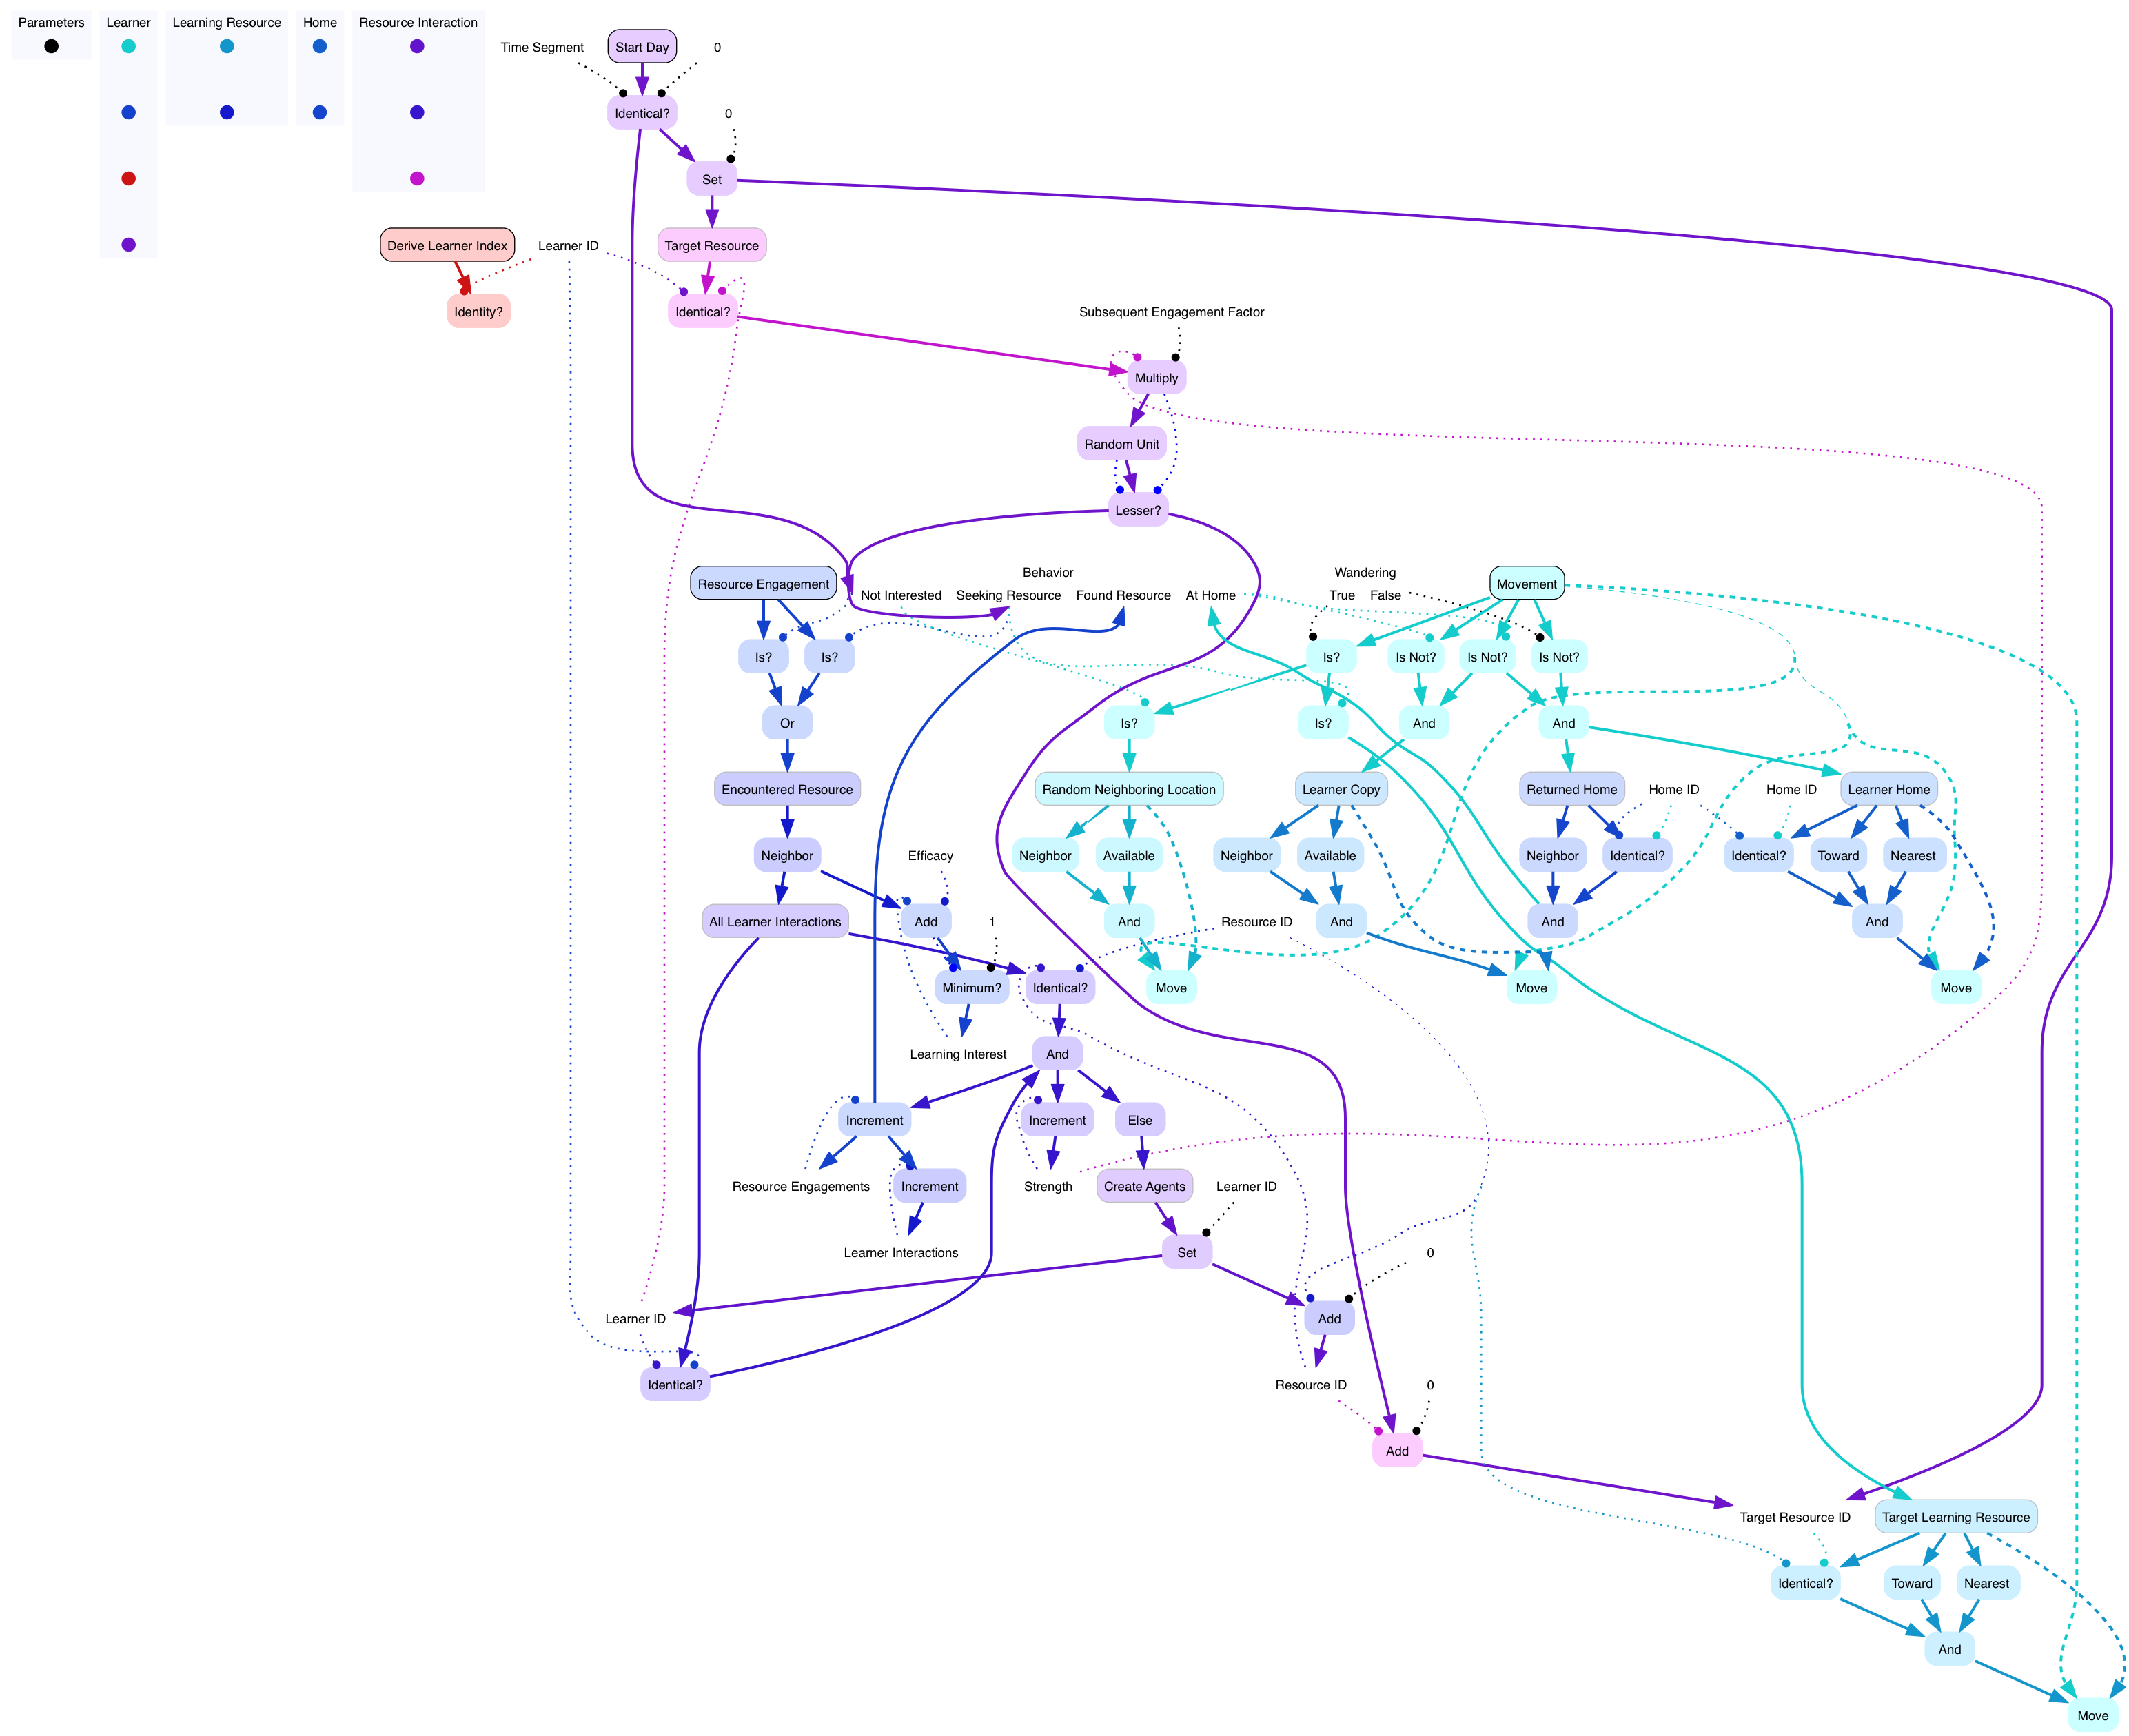 Parameters
Learner
Learning Resource
Home
Resource Interaction
Time Segment
Start Day
0
Identical?
0
Set
Derive Learner Index
Learner ID
Target Resource
Identity?
Identical?
Subsequent Engagement Factor
Multiply
Random Unit
Lesser?
Behavior
Wandering
Resource Engagement
Movement
Not Interested
Seeking Resource
Found Resource
At Home
True
False
Is?
Is?
Is?
Is Not?
Is Not?
Is Not?
Or
Is?
Is?
And
And
Encountered Resource
Random Neighboring Location
Learner Copy
Returned Home
Home ID
Home ID
Learner Home
Neighbor
Efficacy
Neighbor
Available
Neighbor
Available
Neighbor
Identical?
Identical?
Toward
Nearest
All Learner Interactions
Add
1
And
Resource ID
And
And
And
Minimum?
Identical?
Move
Move
Move
Learning Interest
And
Increment
Increment
Else
Resource Engagements
Increment
Strength
Create Agents
Learner ID
Learner Interactions
Set
0
Learner ID
Add
Identical?
Resource ID
0
Add
Target Resource ID
Target Learning Resource
Identical?
Toward
Nearest
And
Move